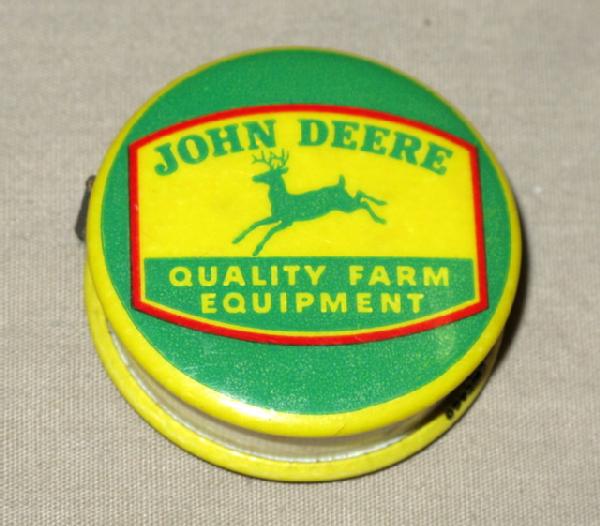 JOHN DEERE
QUALITY FARM
EQUIPMENT